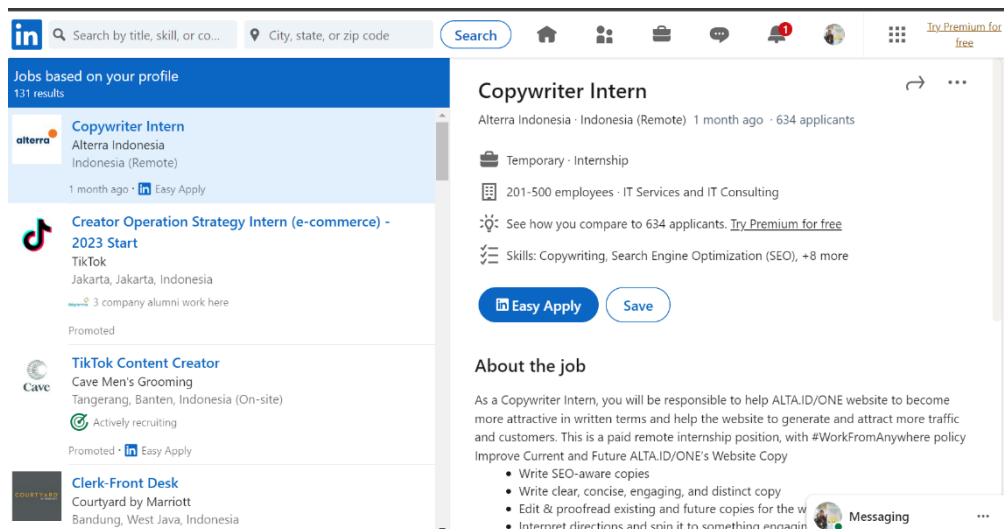 in
Search by title, skill, or co...
City, state, or zip code
Search
1
Try Premium for
free
Jobs based on your profile
131 results
alterra
Copywriter Intern
Alterra Indonesia
Indonesia (Remote)
1 month ago · in Easy Apply
Creator Operation Strategy Intern (e-commerce) -
2023 Start
TikTok
Jakarta, Jakarta, Indonesia
3 company alumni work here
Promoted
Cave
TikTok Content Creator
Cave Men's Grooming
Tangerang, Banten, Indonesia (On-site)
Actively recruiting
Promoted · in Easy Apply
COURTYARD
Clerk-Front Desk
Courtyard by Marriott
Bandung, West Java, Indonesia
Copywriter Intern
Alterra Indonesia · Indonesia (Remote) 1 month ago · 634 applicants
Temporary · Internship
201-500 employees · IT Services and IT Consulting
See how you compare to 634 applicants. Try Premium for free
Skills: Copywriting, Search Engine Optimization (SEO), +8 more
in Easy Apply
Save
About the job
As a Copywriter Intern, you will be responsible to help ALTA.ID/ONE website to become
more attractive in written terms and help the website to generate and attract more traffic
and customers. This is a paid remote internship position, with #WorkFromAnywhere policy
Improve Current and Future ALTA.ID/ONE's Website Copy
• Write SEO-aware copies
• Write clear, concise, engaging, and distinct copy
• Edit & proofread existing and future copies for the w
• Interpret directions and spin it to something engagin
Messaging